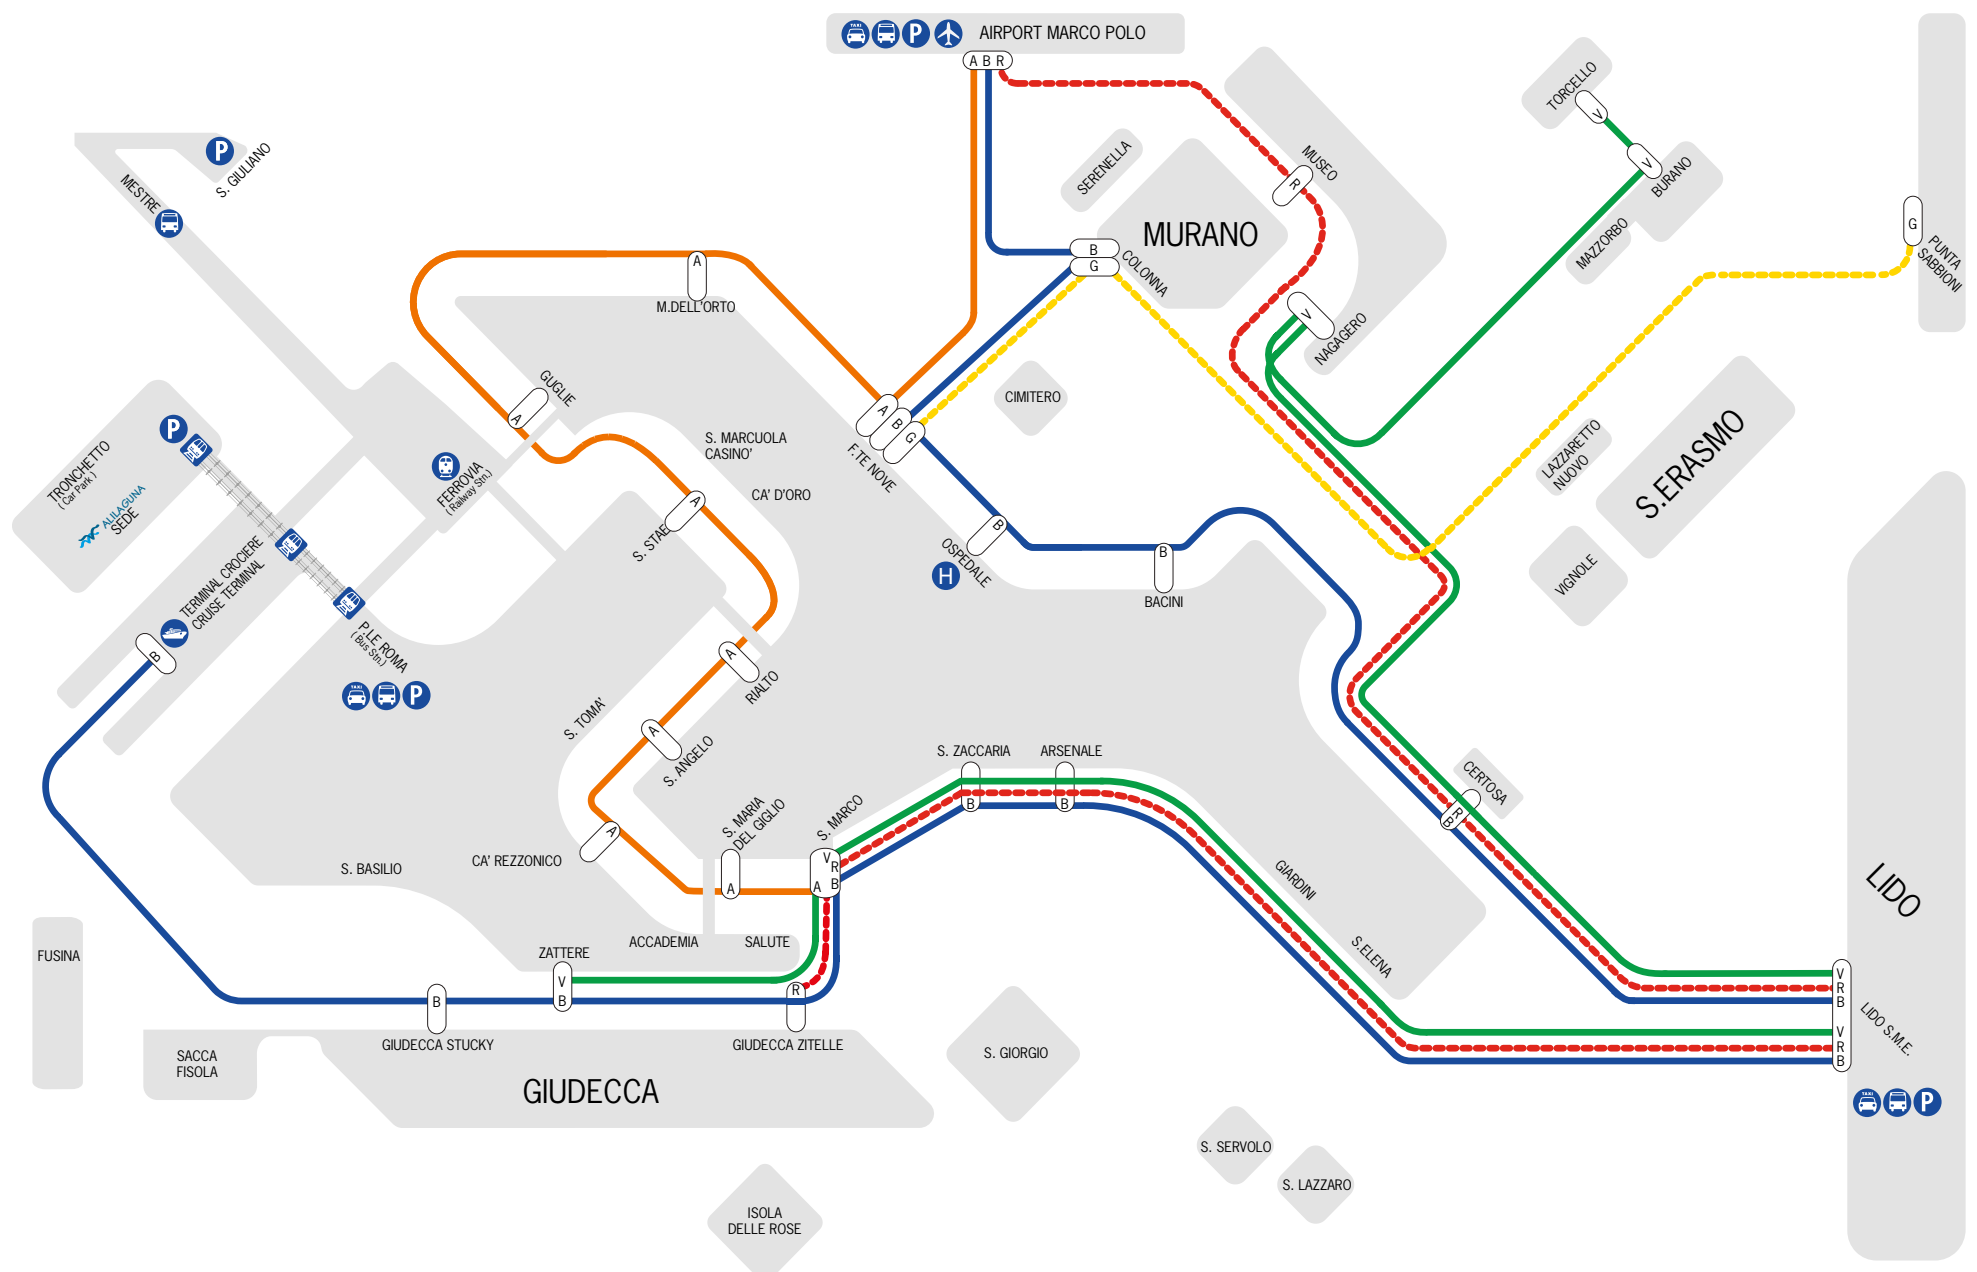 TAXI
P
AIRPORT MARCO POLO
A B R
TORCELLO
V
V
BURANO
MAZZORBO
P
S. GIULIANO
MESTRE
SERENELLA
MUSEO
R
MURANO
B
G
COLONNA
G
PUNTA
SABBIONI
A
M.DELL'ORTO
V
NAGAGERO
GUGLIE
A
CIMITERO
A
B
G
F.TE NOVE
S. MARCUOLA
CASINO'
CA' D'ORO
P
TRONCHETTO
( Car Park )
ALILAGUNA
SEDE
FERROVIA
( Railway Stn.)
A
S. STAE
B
OSPEDALE
H
B
BACINI
LAZZARETTO
NUOVO
S.ERASMO
VIGNOLE
TERMINAL CROCIERE
CRUISE TERMINAL
B
P.LE ROMA
( Bus Stn.)
TAXI
P
A
RIALTO
S. TOMA'
A
S. ANGELO
S. ZACCARIA
B
ARSENALE
B
CERTOSA
R
B
S. MARIA
DEL GIGLIO
A
S. MARCO
V
R
A B
A
CA' REZZONICO
S. BASILIO
GIARDINI
S.ELENA
LIDO
ACCADEMIA
SALUTE
ZATTERE
V
B
FUSINA
B
GIUDECCA STUCKY
R
GIUDECCA ZITELLE
V
R
B
V
R
B
LIDO S.M.E.
TAXI
P
SACCA
FISOLA
GIUDECCA
S. GIORGIO
S. SERVOLO
S. LAZZARO
ISOLA
DELLE ROSE